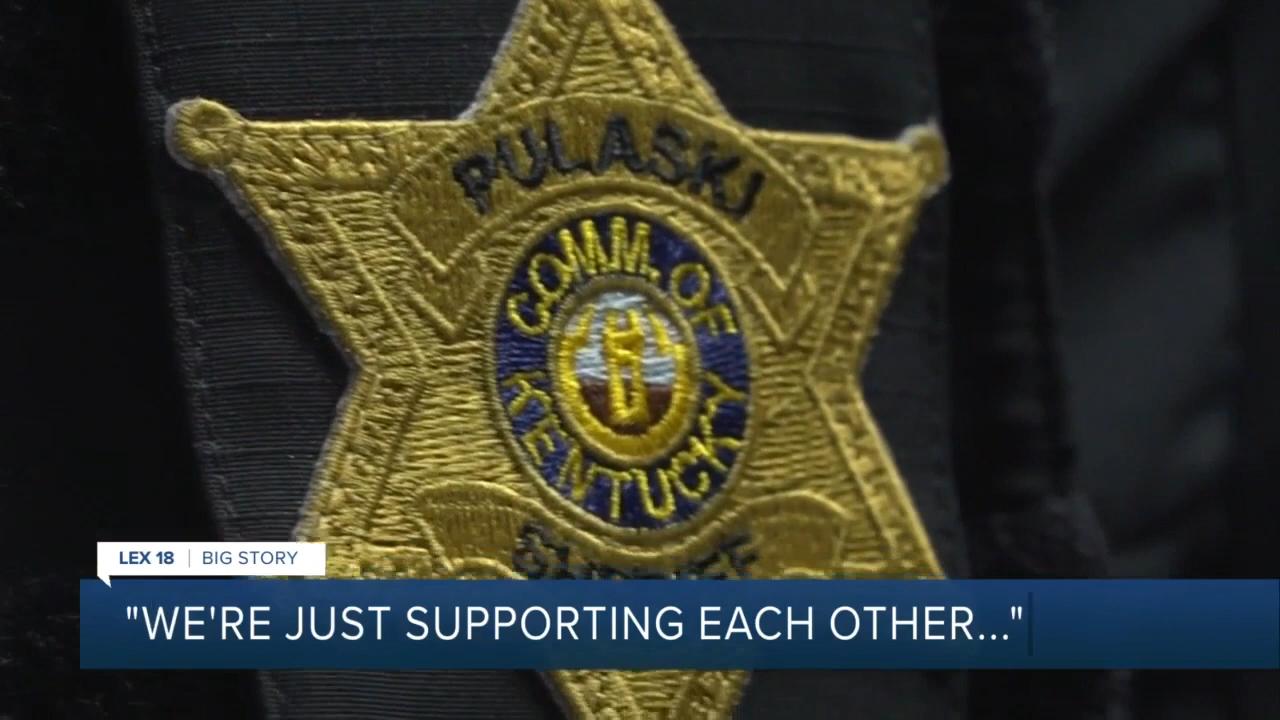 PULASKI
COMM. OF
KENTUCKY
LEX 18 | BIG STORY
"WE'RE JUST SUPPORTING EACH OTHER..."